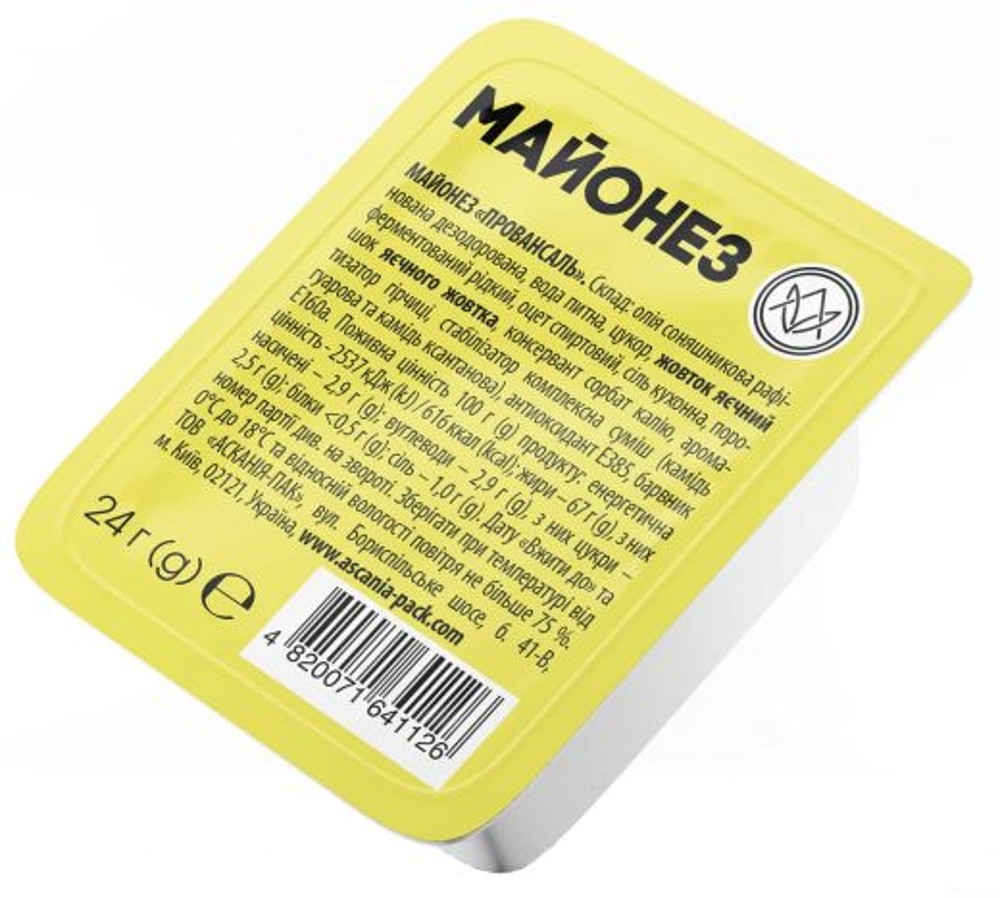 МАЙОНЕЗ
МАЙОНЕЗ «ПРОВАНСАЛЬ». Склад: олія соняшникова рафі-
нована дезодорована, вода питна, цукор, жовток яєчний
ферментований рідкий, оцет спиртовий, сіль кухонна, поро-
шок яєчного жовтка, консервант сорбат калію, арома-
тизатор гірчиці, стабілізатор комплексна суміш (камідь
гуарова та камідь ксантанова), антиоксидант Е385, барвник
Е160а. Поживна цінність 100 г (g) продукту: енергетична
цінність - 2537 кДж (kJ) / 616 ккал (kcal); жири – 67 г (g), з них
насичені – 2,9 г (g); вуглеводи – 2,9 г (g), з них цукри –
2,5 г (g); білки <0,5 г (g); сіль – 1,0 г (g). Дату «Вжити до» та
номер партії див. на звороті. Зберігати при температурі від
0°С до 18°С та відносній вологості повітря не більше 75 %.
ТОВ «АСКАНІЯ-ПАК», вул. Бориспільське шосе, б. 41-В,
м. Київ, 02121, Україна, www.ascania-pack.com
24 г (g) e
4 820071 641126